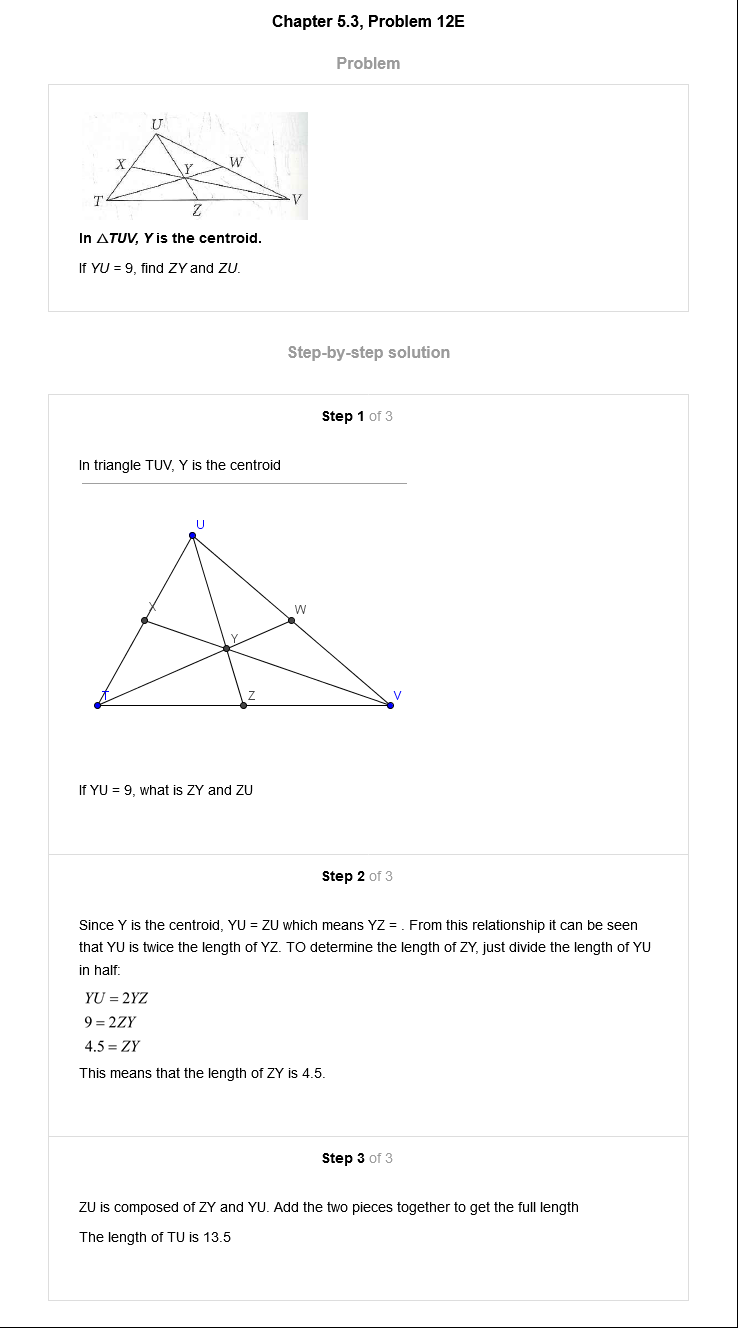 Chapter 5.3, Problem 12E
Problem
U
X
Y
W
T
Z
V
In △TUV, Y is the centroid.
If YU = 9, find ZY and ZU.
Step-by-step solution
Step 1 of 3
In triangle TUV, Y is the centroid
U
X
W
Y
T
Z
V
If YU = 9, what is ZY and ZU
Step 2 of 3
Since Y is the centroid, YU = ZU which means YZ = . From this relationship it can be seen
that YU is twice the length of YZ. TO determine the length of ZY, just divide the length of YU
in half:
YU = 2YZ
9 = 2ZY
4.5 = ZY
This means that the length of ZY is 4.5.
Step 3 of 3
ZU is composed of ZY and YU. Add the two pieces together to get the full length
The length of TU is 13.5